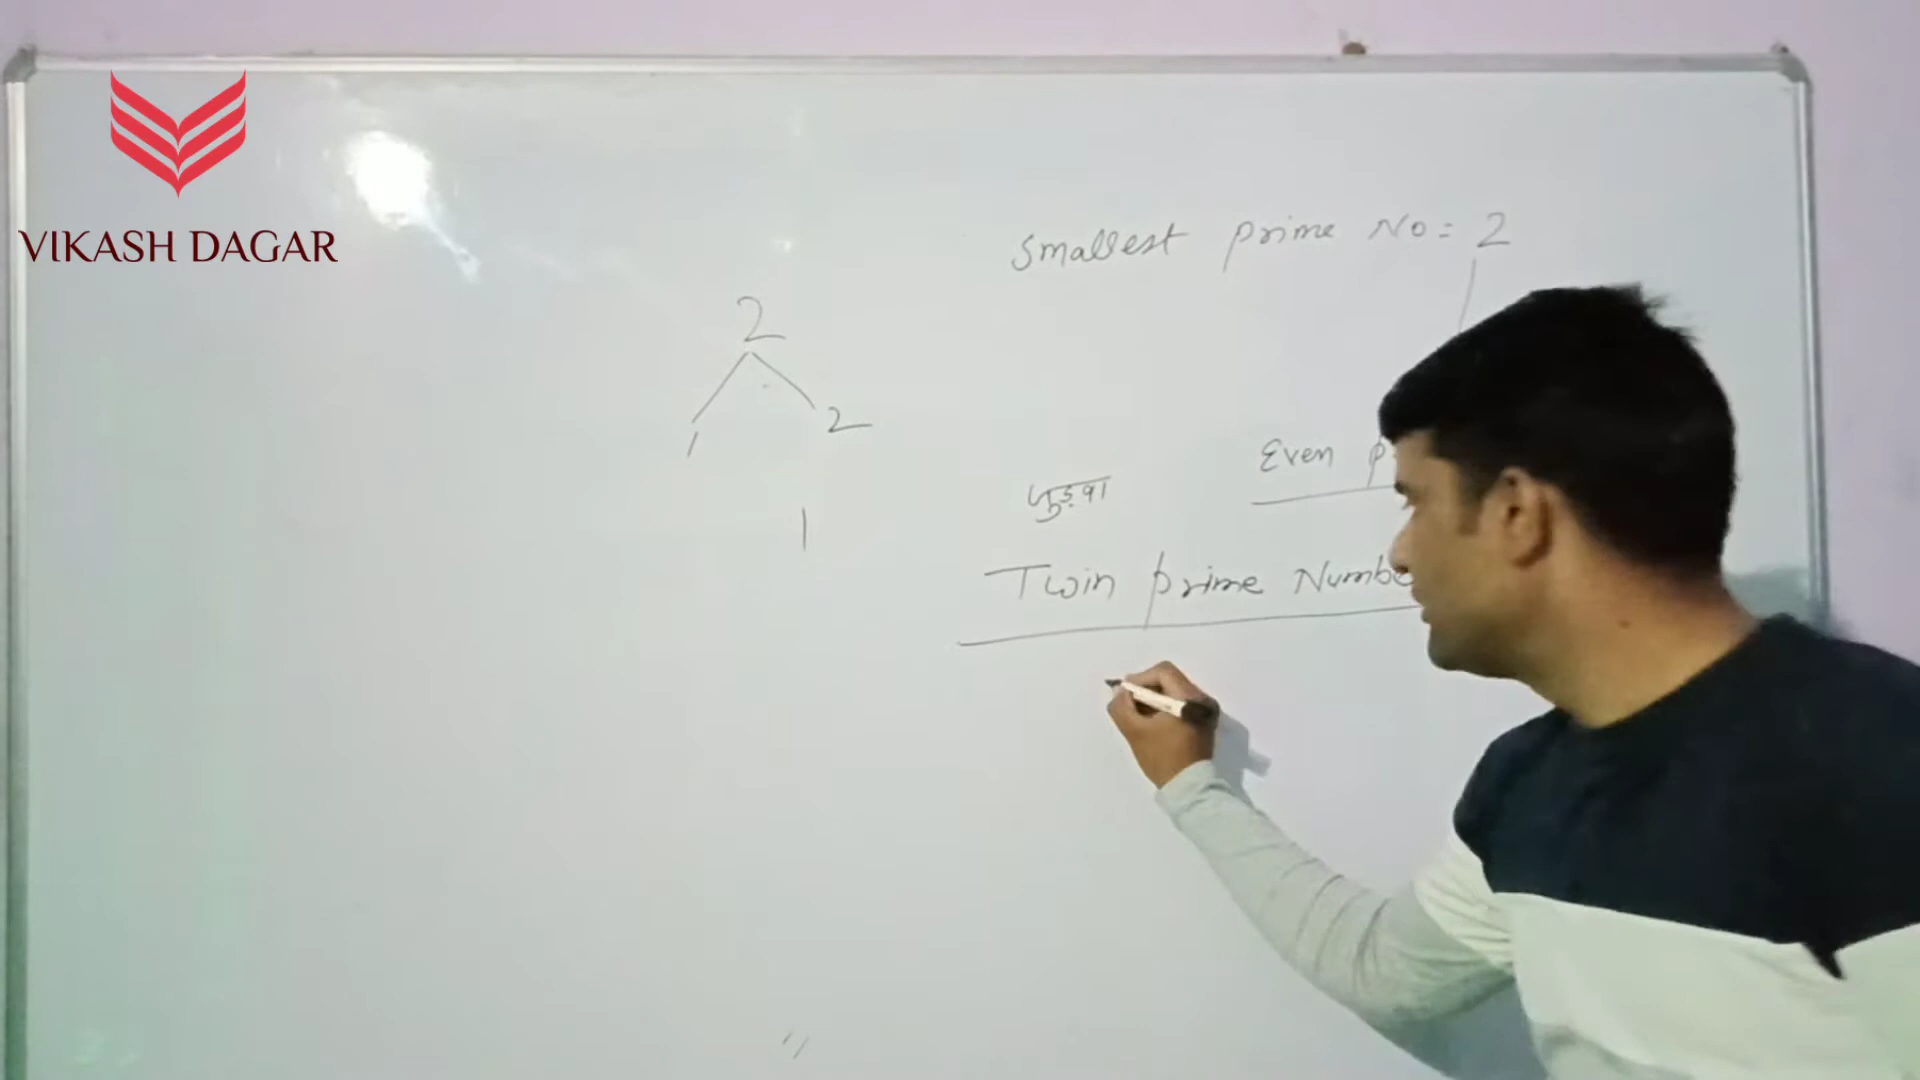 VIKASH DAGAR
Smallest prime No = 2
2
1 2
Even
जुड़वा
1
Twin prime Numbe